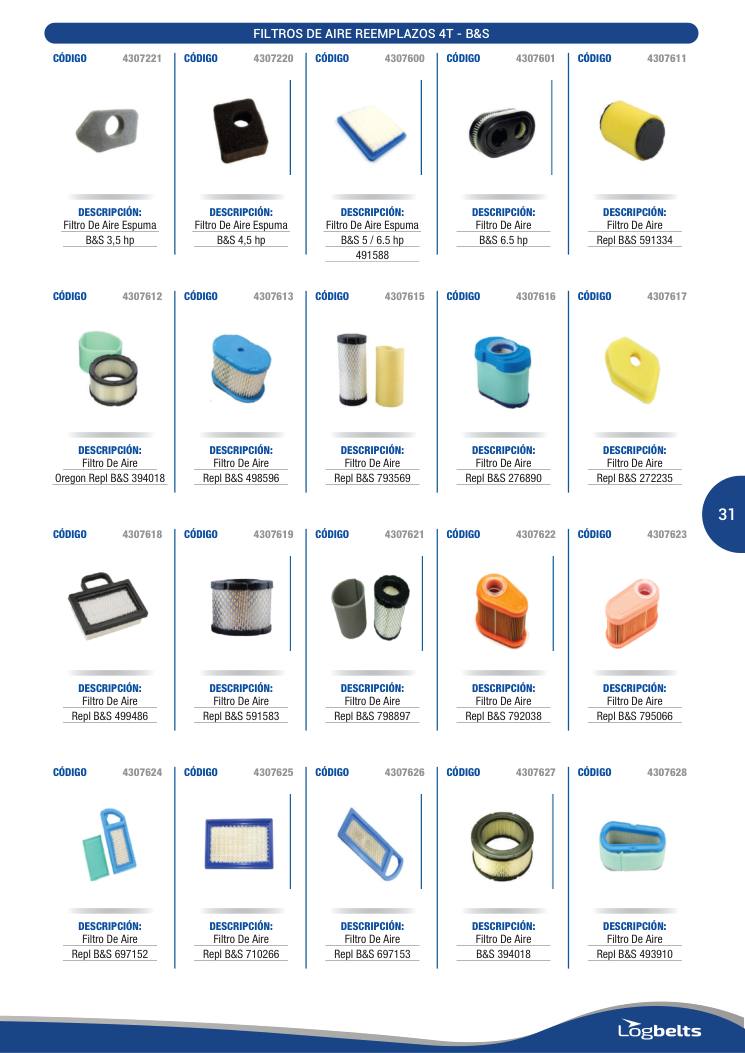 FILTROS DE AIRE REEMPLAZOS 4T - B&S
CÓDIGO 4307221
DESCRIPCIÓN:
Filtro De Aire Espuma
B&S 3,5 hp
CÓDIGO 4307220
DESCRIPCIÓN:
Filtro De Aire Espuma
B&S 4,5 hp
CÓDIGO 4307600
DESCRIPCIÓN:
Filtro De Aire Espuma
B&S 5 / 6.5 hp
491588
CÓDIGO 4307601
DESCRIPCIÓN:
Filtro De Aire
B&S 6.5 hp
CÓDIGO 4307611
DESCRIPCIÓN:
Filtro De Aire
Repl B&S 591334
CÓDIGO 4307612
DESCRIPCIÓN:
Filtro De Aire
Oregon Repl B&S 394018
CÓDIGO 4307613
DESCRIPCIÓN:
Filtro De Aire
Repl B&S 498596
CÓDIGO 4307615
DESCRIPCIÓN:
Filtro De Aire
Repl B&S 793569
CÓDIGO 4307616
DESCRIPCIÓN:
Filtro De Aire
Repl B&S 276890
CÓDIGO 4307617
DESCRIPCIÓN:
Filtro De Aire
Repl B&S 272235
31
CÓDIGO 4307618
DESCRIPCIÓN:
Filtro De Aire
Repl B&S 499486
CÓDIGO 4307619
DESCRIPCIÓN:
Filtro De Aire
Repl B&S 591583
CÓDIGO 4307621
DESCRIPCIÓN:
Filtro De Aire
Repl B&S 798897
CÓDIGO 4307622
DESCRIPCIÓN:
Filtro De Aire
Repl B&S 792038
CÓDIGO 4307623
DESCRIPCIÓN:
Filtro De Aire
Repl B&S 795066
CÓDIGO 4307624
DESCRIPCIÓN:
Filtro De Aire
Repl B&S 697152
CÓDIGO 4307625
DESCRIPCIÓN:
Filtro De Aire
Repl B&S 710266
CÓDIGO 4307626
DESCRIPCIÓN:
Filtro De Aire
Repl B&S 697153
CÓDIGO 4307627
DESCRIPCIÓN:
Filtro De Aire
B&S 394018
CÓDIGO 4307628
DESCRIPCIÓN:
Filtro De Aire
Repl B&S 493910
Logbelts